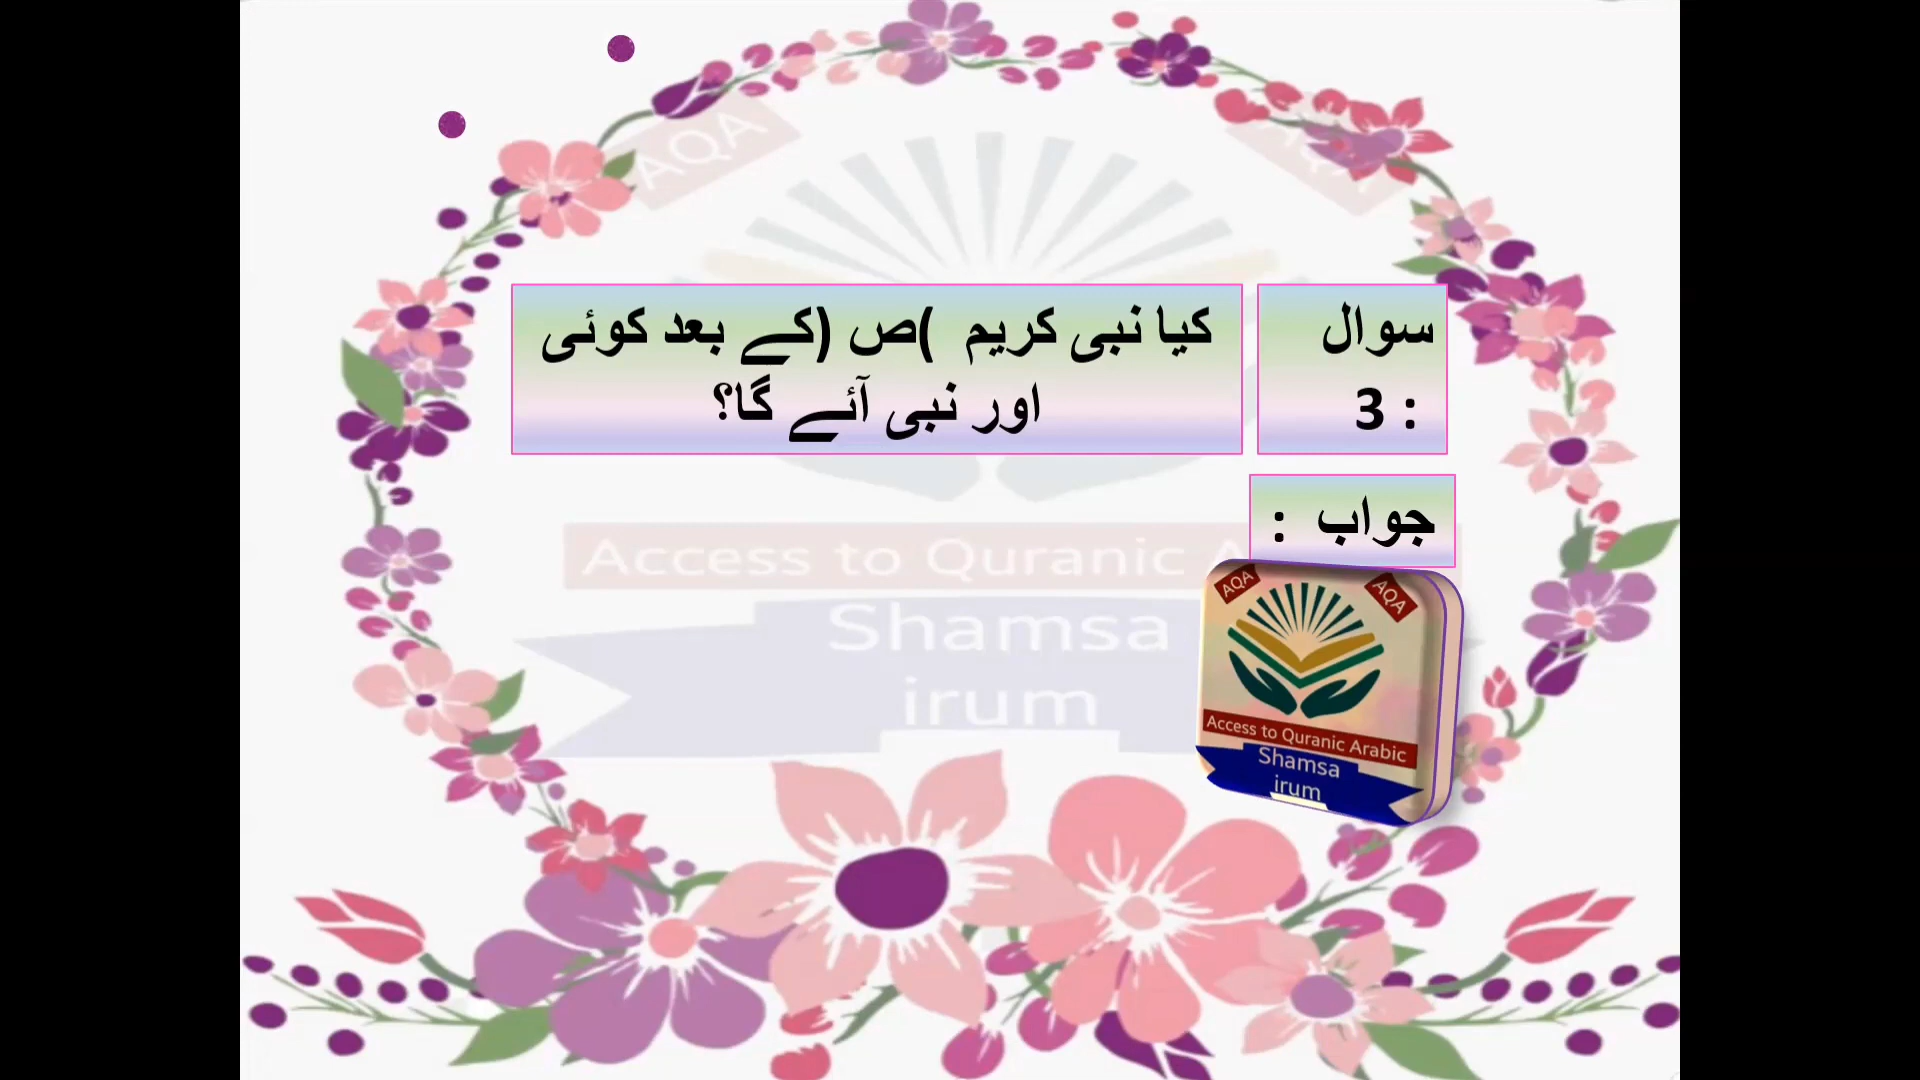 سوال
: 3
کیا نبی کریم )ص (کے بعد کوئی
اور نبی آئے گا؟
جواب :
AQA
AQA
Access to Quranic A
Shamsa
irum
AQA
AQA
Access to Quranic Arabic
Shamsa
irum